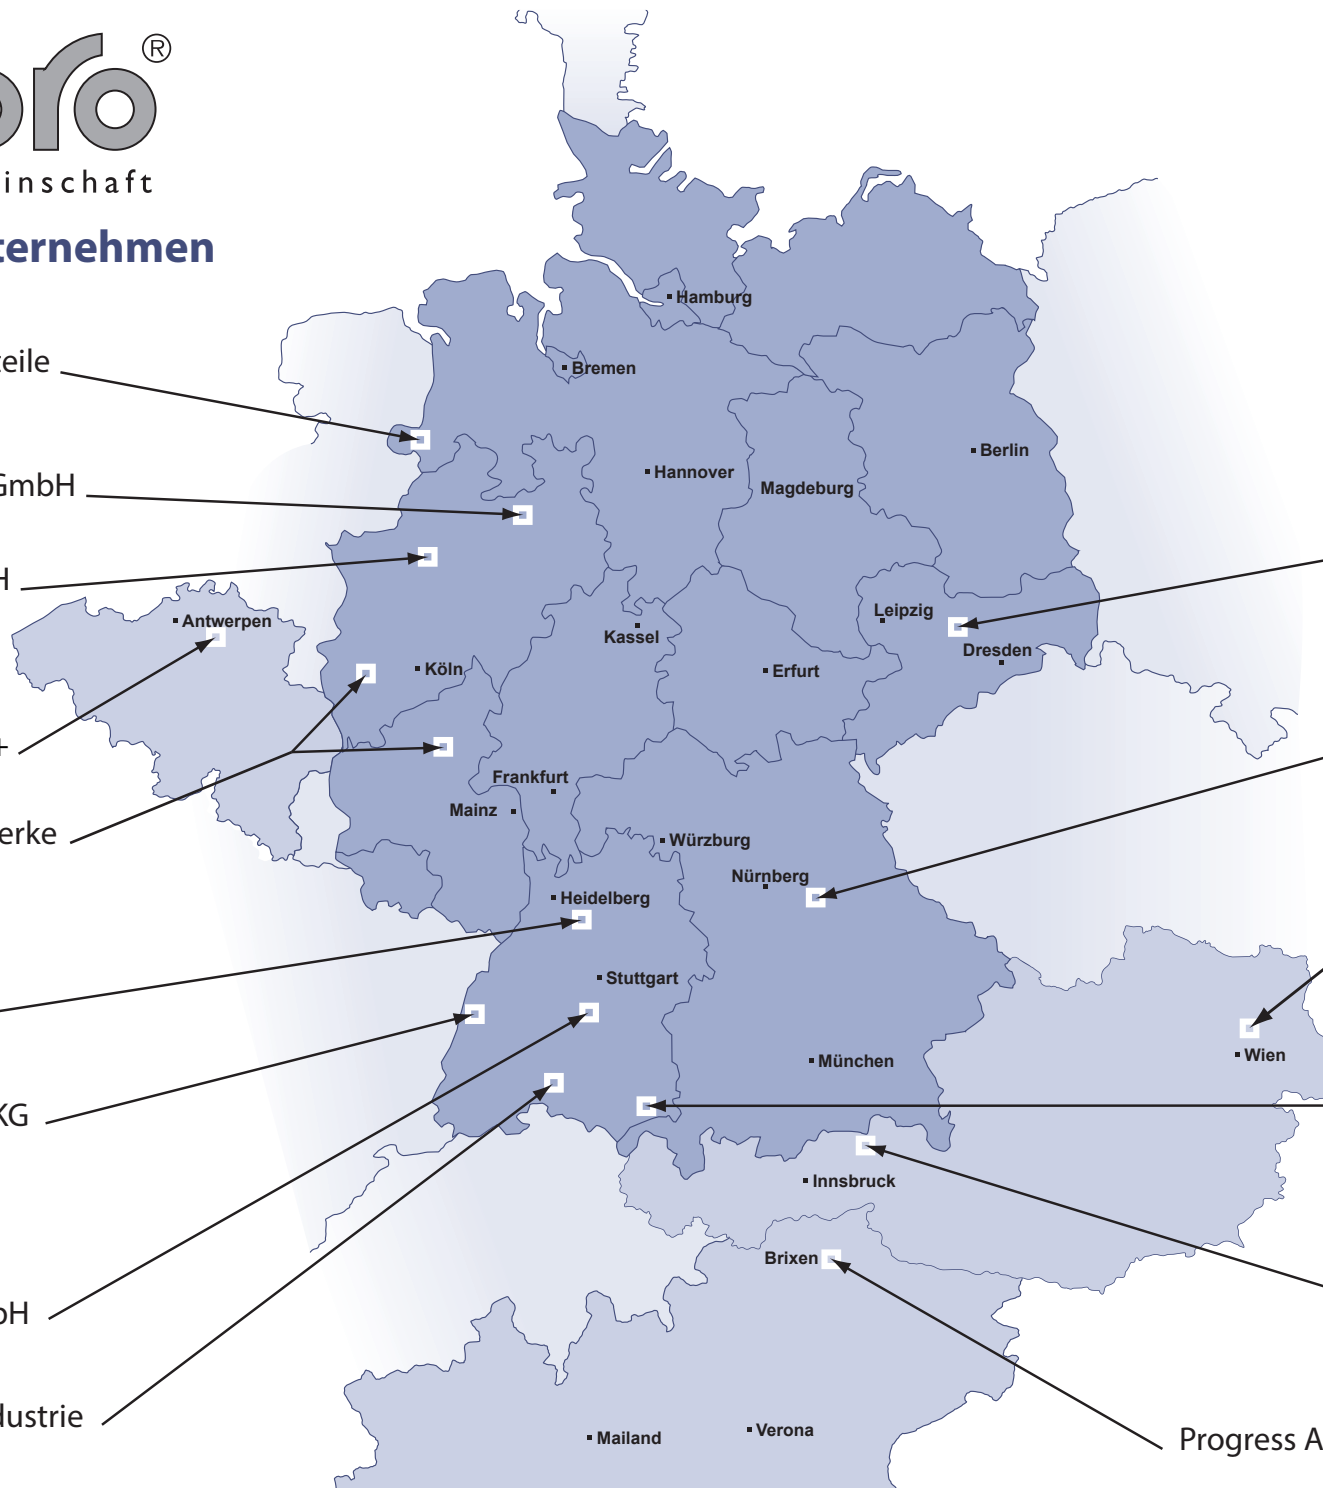 pro®
inschaft
ternehmen
Hamburg
eile
Bremen
Berlin
Hannover
GmbH
Magdeburg
H
Leipzig
Antwerpen
Kassel
Dresden
Köln
Erfurt
+
Frankfurt
Mainz
erke
Würzburg
Nürnberg
Heidelberg
Stuttgart
Wien
München
KG
Innsbruck
Brixen
bH
dustrie
Verona
Mailand
Progress A